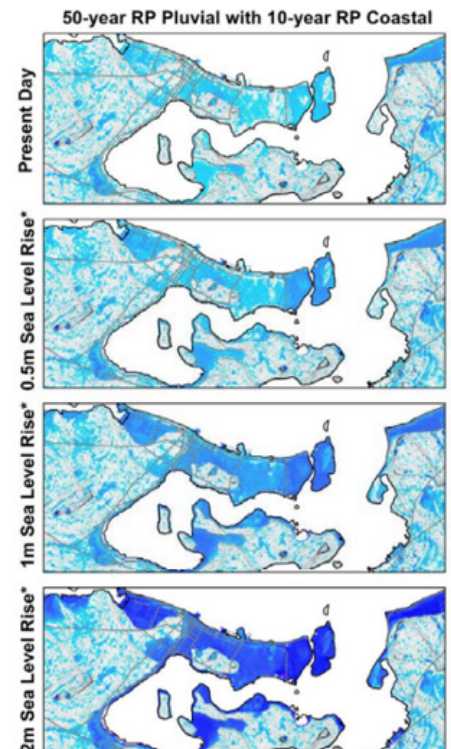 50-year RP Pluvial with 10-year RP Coastal
Present Day
0.5m Sea Level Rise*
1m Sea Level Rise*
2m Sea Level Rise*